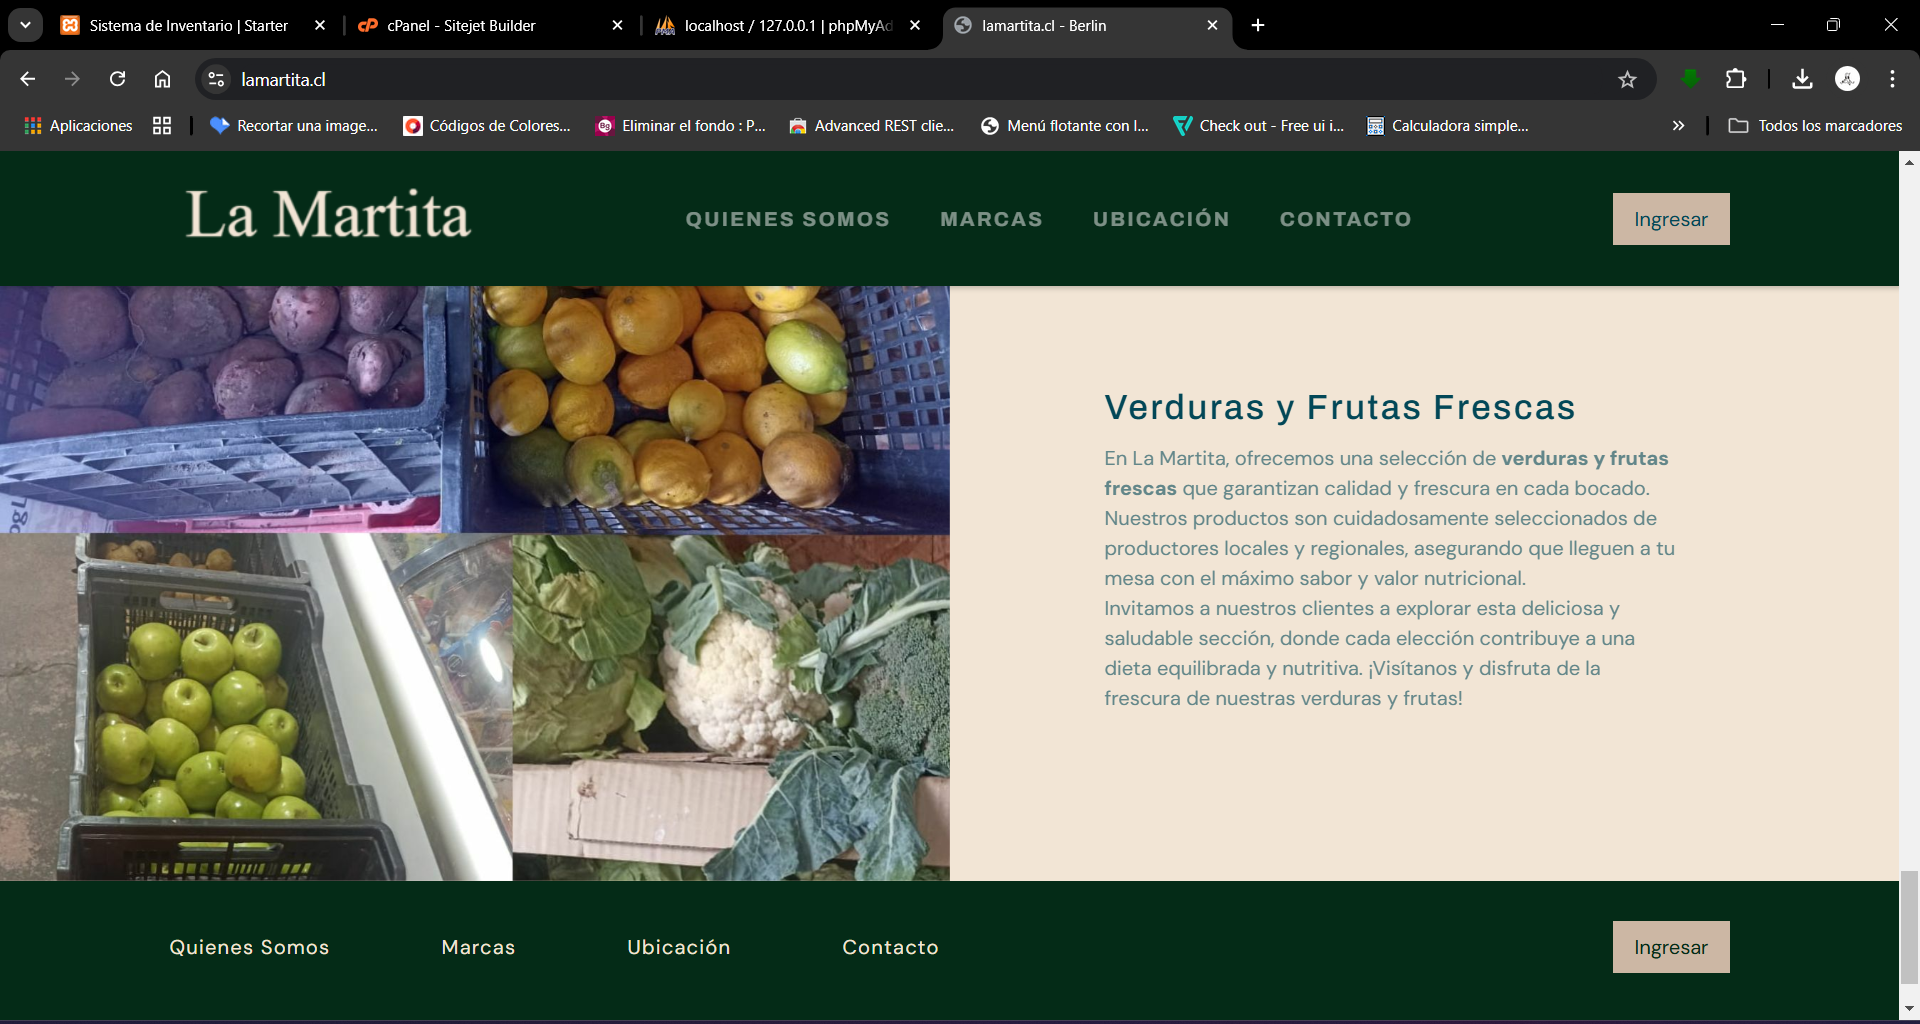 Sistema de Inventario | Starter
cPanel - Sitejet Builder
localhost / 127.0.0.1 | phpMyAd
lamartita.cl - Berlin
lamartita.cl
Aplicaciones
Recortar una image...
Códigos de Colores...
Eliminar el fondo : P...
Advanced REST clie...
Menú flotante con l...
Check out - Free ui i...
Calculadora simple...
Todos los marcadores
La Martita
QUIENES SOMOS
MARCAS
UBICACIÓN
CONTACTO
Ingresar
Verduras y Frutas Frescas
En La Martita, ofrecemos una selección de verduras y frutas
frescas que garantizan calidad y frescura en cada bocado.
Nuestros productos son cuidadosamente seleccionados de
productores locales y regionales, asegurando que lleguen a tu
mesa con el máximo sabor y valor nutricional.
Invitamos a nuestros clientes a explorar esta deliciosa y
saludable sección, donde cada elección contribuye a una
dieta equilibrada y nutritiva. ¡Visítanos y disfruta de la
frescura de nuestras verduras y frutas!
Quienes Somos
Marcas
Ubicación
Contacto
Ingresar